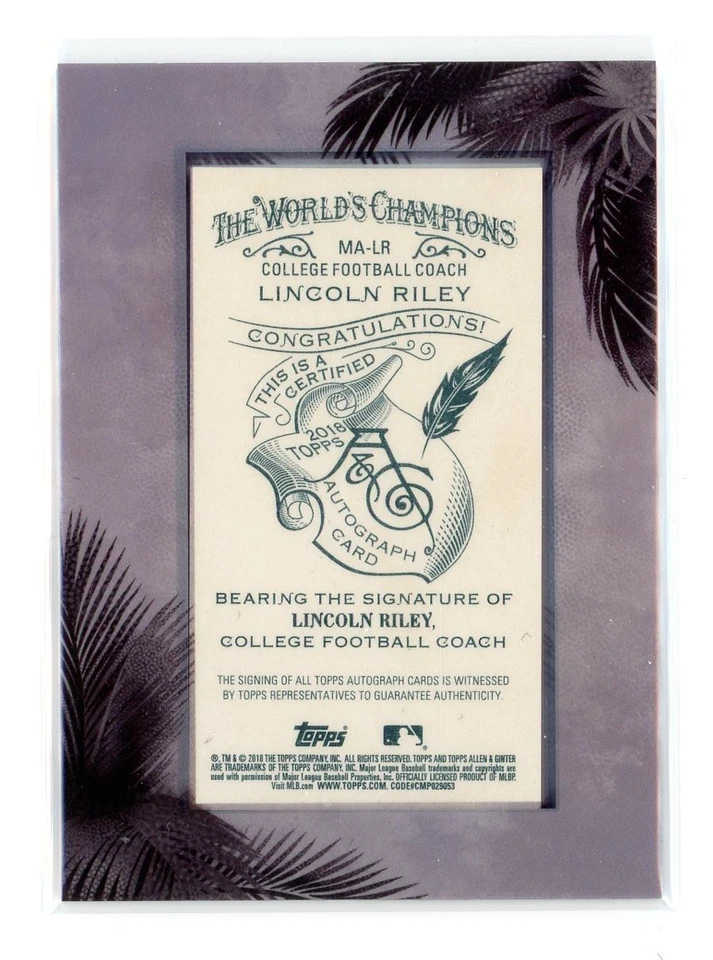 THE WORLD'S CHAMPIONS
MA-LR
COLLEGE FOOTBALL COACH
LINCOLN RILEY
CONGRATULATIONS!
THIS IS A
CERTIFIED
2018
TOPPS
A&G
AUTOGRAPH
CARD
BEARING THE SIGNATURE OF
LINCOLN RILEY,
COLLEGE FOOTBALL COACH
THE SIGNING OF ALL TOPPS AUTOGRAPH CARDS IS WITNESSED
BY TOPPS REPRESENTATIVES TO GUARANTEE AUTHENTICITY.
Topps
®, TM & © 2018 THE TOPPS COMPANY, INC. ALL RIGHTS RESERVED. TOPPS AND TOPPS ALLEN & GINTER
ARE TRADEMARKS OF THE TOPPS COMPANY, INC. Major League Baseball trademarks and copyrights are
used with permission of Major League Baseball Properties, Inc. OFFICIALLY LICENSED PRODUCT OF MLBP.
Visit MLB.com WWW.TOPPS.COM. CODE#CMP029053